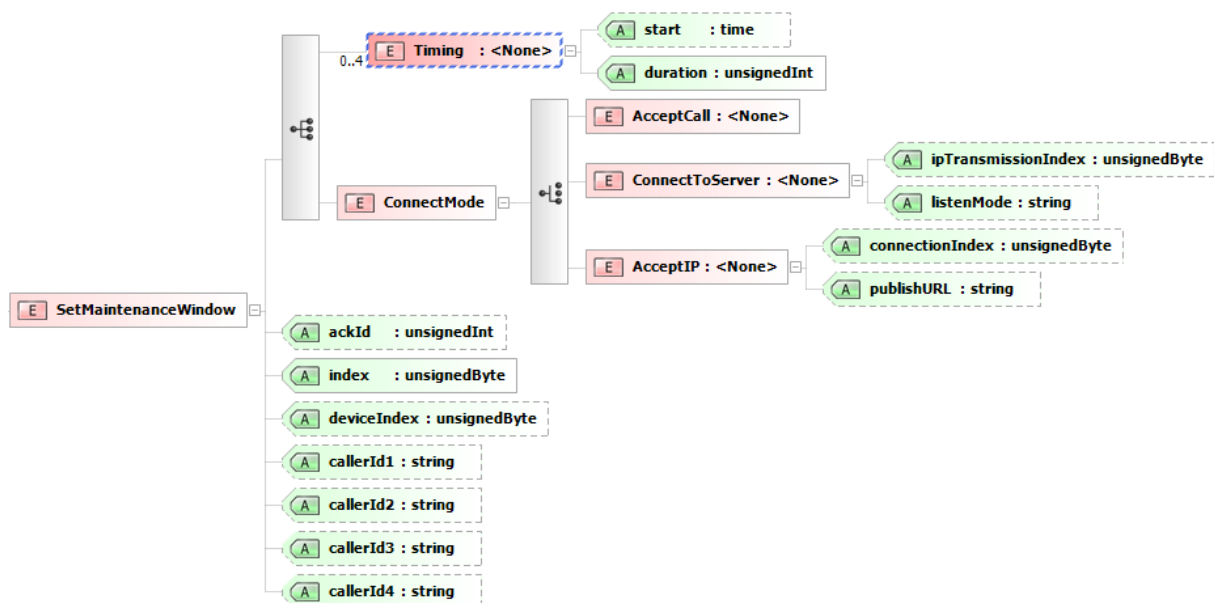 A start : time
0..4 E Timing : <None>
A duration : unsignedInt
E AcceptCall : <None>
A ipTransmissionIndex : unsignedByte
E ConnectToServer : <None>
E ConnectMode
A listenMode : string
A connectionIndex : unsignedByte
E AcceptIP : <None>
A publishURL : string
E SetMaintenanceWindow
A ackId : unsignedInt
A index : unsignedByte
A deviceIndex : unsignedByte
A callerId1 : string
A callerId2 : string
A callerId3 : string
A callerId4 : string